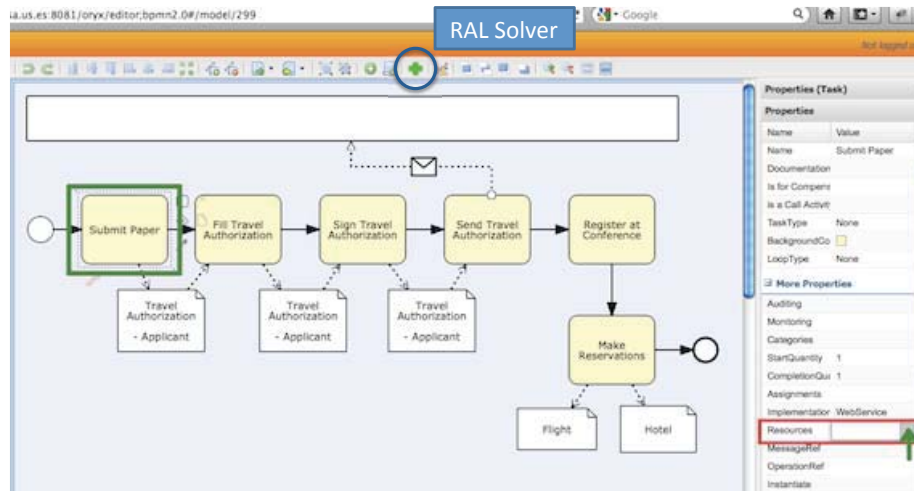 a.us.es:8081/oryx/editor;bpmn2.0#/model/299
Google
RAL Solver
Not logged
Properties (Task)
Properties
Name Value
Name Submit Paper
Documentation
Is for Compens
Is a Call Activit
TaskType None
BackgroundCo
LoopType None
More Properties
Auditing
Monitoring
Categories
StartQuantity 1
CompletionQu 1
Assignments
Implementation WebService
Resources
MessageRef
OperationRef
Instantiate
Submit Paper
Fill Travel
Authorization
Sign Travel
Authorization
Send Travel
Authorization
Register at
Conference
Travel
Authorization
- Applicant
Travel
Authorization
- Applicant
Travel
Authorization
- Applicant
Make
Reservations
Flight
Hotel